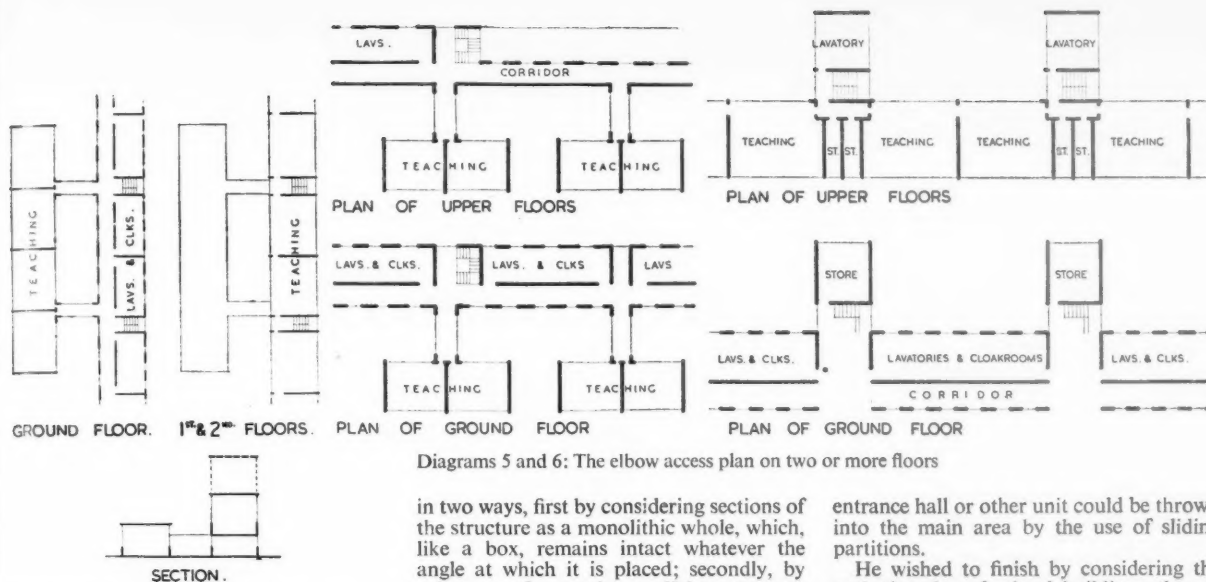 LAVS.
CORRIDOR
TEACHING
TEACHING
PLAN OF UPPER FLOORS
LAVATORY
LAVATORY
TEACHING
ST. ST.
TEACHING
TEACHING
ST. ST.
TEACHING
PLAN OF UPPER FLOORS
TEACHING
LAVS. & CLKS.
TEACHING
GROUND FLOOR.
1ST. & 2ND. FLOORS.
SECTION.
LAVS. & CLKS.
LAVS. & CLKS
LAVS
TEACHING
TEACHING
PLAN OF GROUND FLOOR
STORE
STORE
LAVS. & CLKS.
LAVATORIES & CLOAKROOMS
LAVS. & CLKS.
CORRIDOR
PLAN OF GROUND FLOOR
Diagrams 5 and 6: The elbow access plan on two or more floors
in two ways, first by considering sections of
the structure as a monolithic whole, which,
like a box, remains intact whatever the
angle at which it is placed; secondly, by
entrance hall or other unit could be throw
into the main area by the use of slidin
partitions.
He wished to finish by considering th